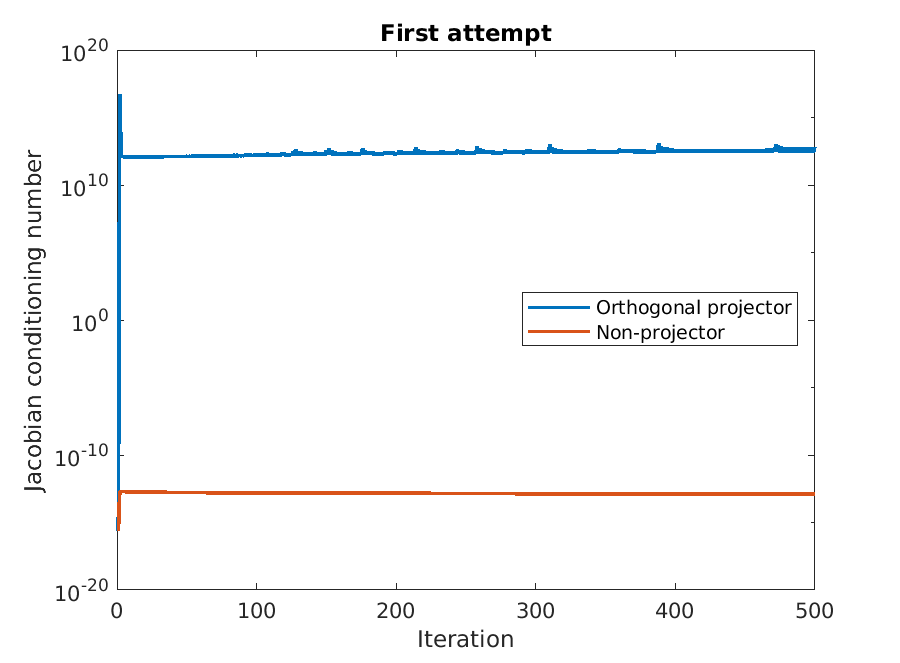 First attempt
10^20
10^10
10^0
10^-10
10^-20
Jacobian conditioning number
Orthogonal projector
Non-projector
0 100 200 300 400 500
Iteration